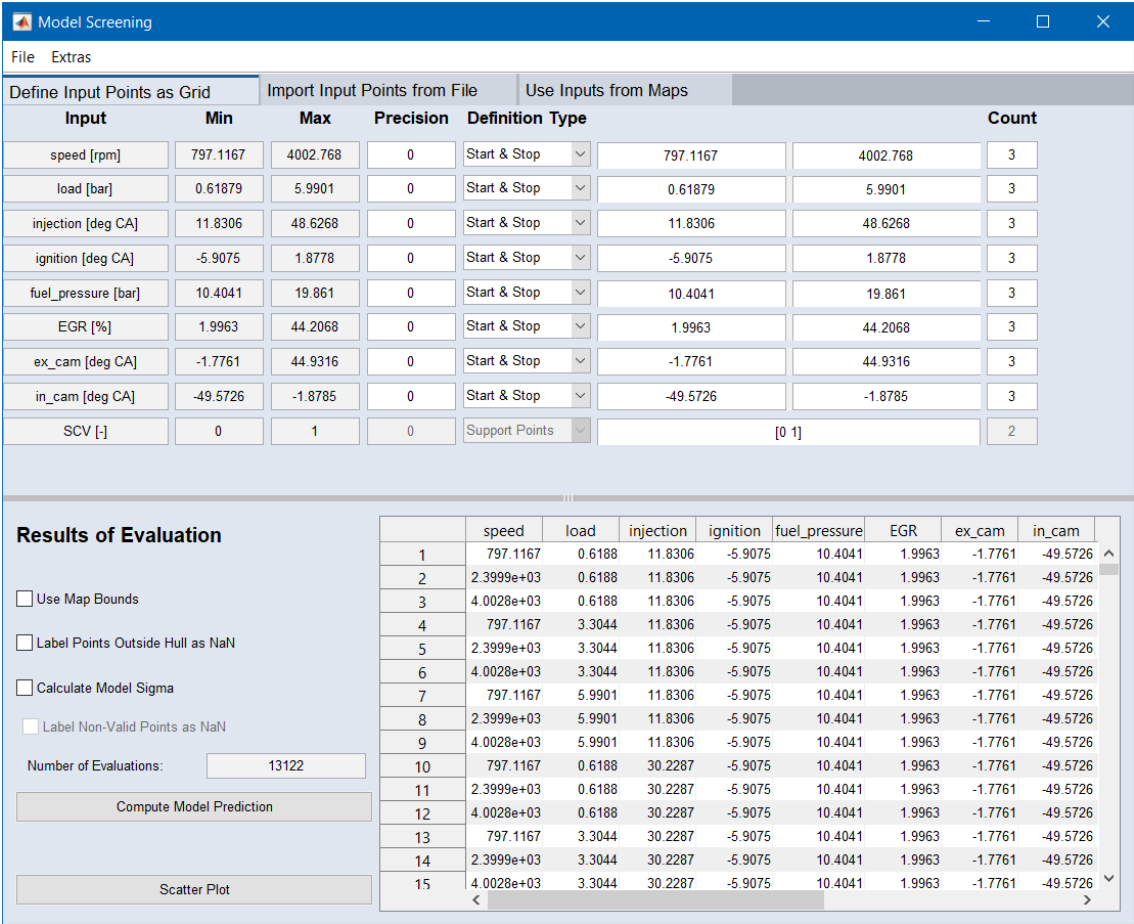 Model Screening
File Extras
Define Input Points as Grid Import Input Points from File Use Inputs from Maps
Input Min Max Precision Definition Type Count
speed [rpm] 797.1167 4002.768 0 Start & Stop 797.1167 4002.768 3
load [bar] 0.61879 5.9901 0 Start & Stop 0.61879 5.9901 3
injection [deg CA] 11.8306 48.6268 0 Start & Stop 11.8306 48.6268 3
ignition [deg CA] -5.9075 1.8778 0 Start & Stop -5.9075 1.8778 3
fuel_pressure [bar] 10.4041 19.861 0 Start & Stop 10.4041 19.861 3
EGR [%] 1.9963 44.2068 0 Start & Stop 1.9963 44.2068 3
ex_cam [deg CA] -1.7761 44.9316 0 Start & Stop -1.7761 44.9316 3
in_cam [deg CA] -49.5726 -1.8785 0 Start & Stop -49.5726 -1.8785 3
SCV [-] 0 1 0 Support Points [0 1] 2
Results of Evaluation
Use Map Bounds
Label Points Outside Hull as NaN
Calculate Model Sigma
Label Non-Valid Points as NaN
Number of Evaluations: 13122
Compute Model Prediction
Scatter Plot
speed load injection ignition fuel_pressure EGR ex_cam in_cam
1 797.1167 0.6188 11.8306 -5.9075 10.4041 1.9963 -1.7761 -49.5726
2 2.3999e+03 0.6188 11.8306 -5.9075 10.4041 1.9963 -1.7761 -49.5726
3 4.0028e+03 0.6188 11.8306 -5.9075 10.4041 1.9963 -1.7761 -49.5726
4 797.1167 3.3044 11.8306 -5.9075 10.4041 1.9963 -1.7761 -49.5726
5 2.3999e+03 3.3044 11.8306 -5.9075 10.4041 1.9963 -1.7761 -49.5726
6 4.0028e+03 3.3044 11.8306 -5.9075 10.4041 1.9963 -1.7761 -49.5726
7 797.1167 5.9901 11.8306 -5.9075 10.4041 1.9963 -1.7761 -49.5726
8 2.3999e+03 5.9901 11.8306 -5.9075 10.4041 1.9963 -1.7761 -49.5726
9 4.0028e+03 5.9901 11.8306 -5.9075 10.4041 1.9963 -1.7761 -49.5726
10 797.1167 0.6188 30.2287 -5.9075 10.4041 1.9963 -1.7761 -49.5726
11 2.3999e+03 0.6188 30.2287 -5.9075 10.4041 1.9963 -1.7761 -49.5726
12 4.0028e+03 0.6188 30.2287 -5.9075 10.4041 1.9963 -1.7761 -49.5726
13 797.1167 3.3044 30.2287 -5.9075 10.4041 1.9963 -1.7761 -49.5726
14 2.3999e+03 3.3044 30.2287 -5.9075 10.4041 1.9963 -1.7761 -49.5726
15 4.0028e+03 3.3044 30.2287 -5.9075 10.4041 1.9963 -1.7761 -49.5726